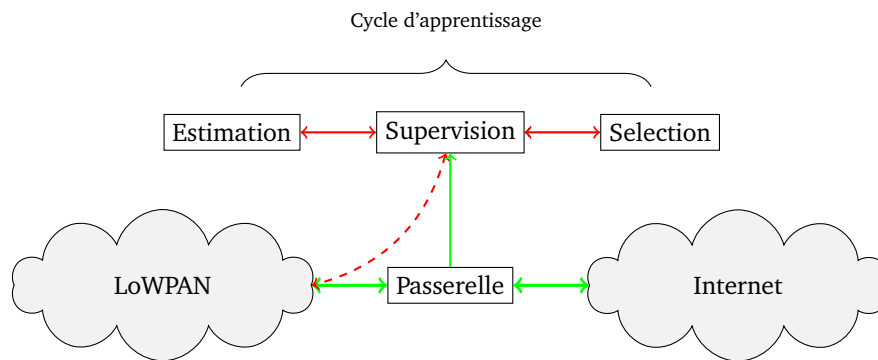 Cycle d'apprentissage
Estimation
Supervision
Selection
LoWPAN
Passerelle
Internet